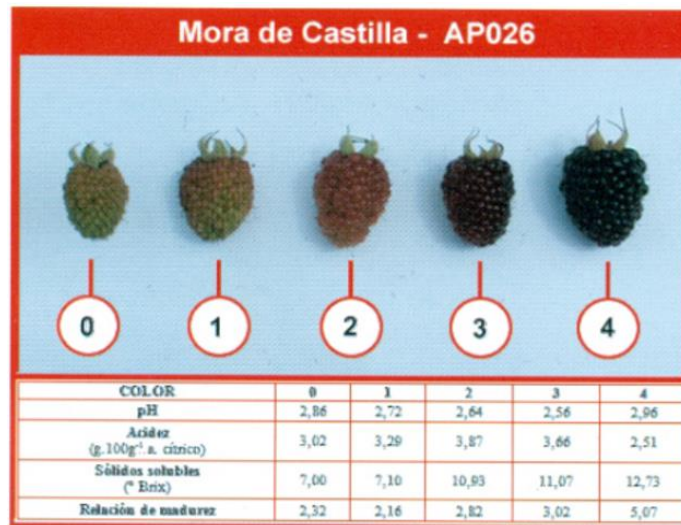 Mora de Castilla - AP026
0 1 2 3 4
COLOR 0 1 2 3 4
pH 2,86 2,72 2,64 2,56 2,96
Acidez
(g.100g⁻¹ a. cítrico) 3,02 3,29 3,87 3,66 2,51
Sólidos solubles
(° Brix) 7,00 7,10 10,93 11,07 12,73
Relación de madurez 2,32 2,16 2,82 3,02 5,07